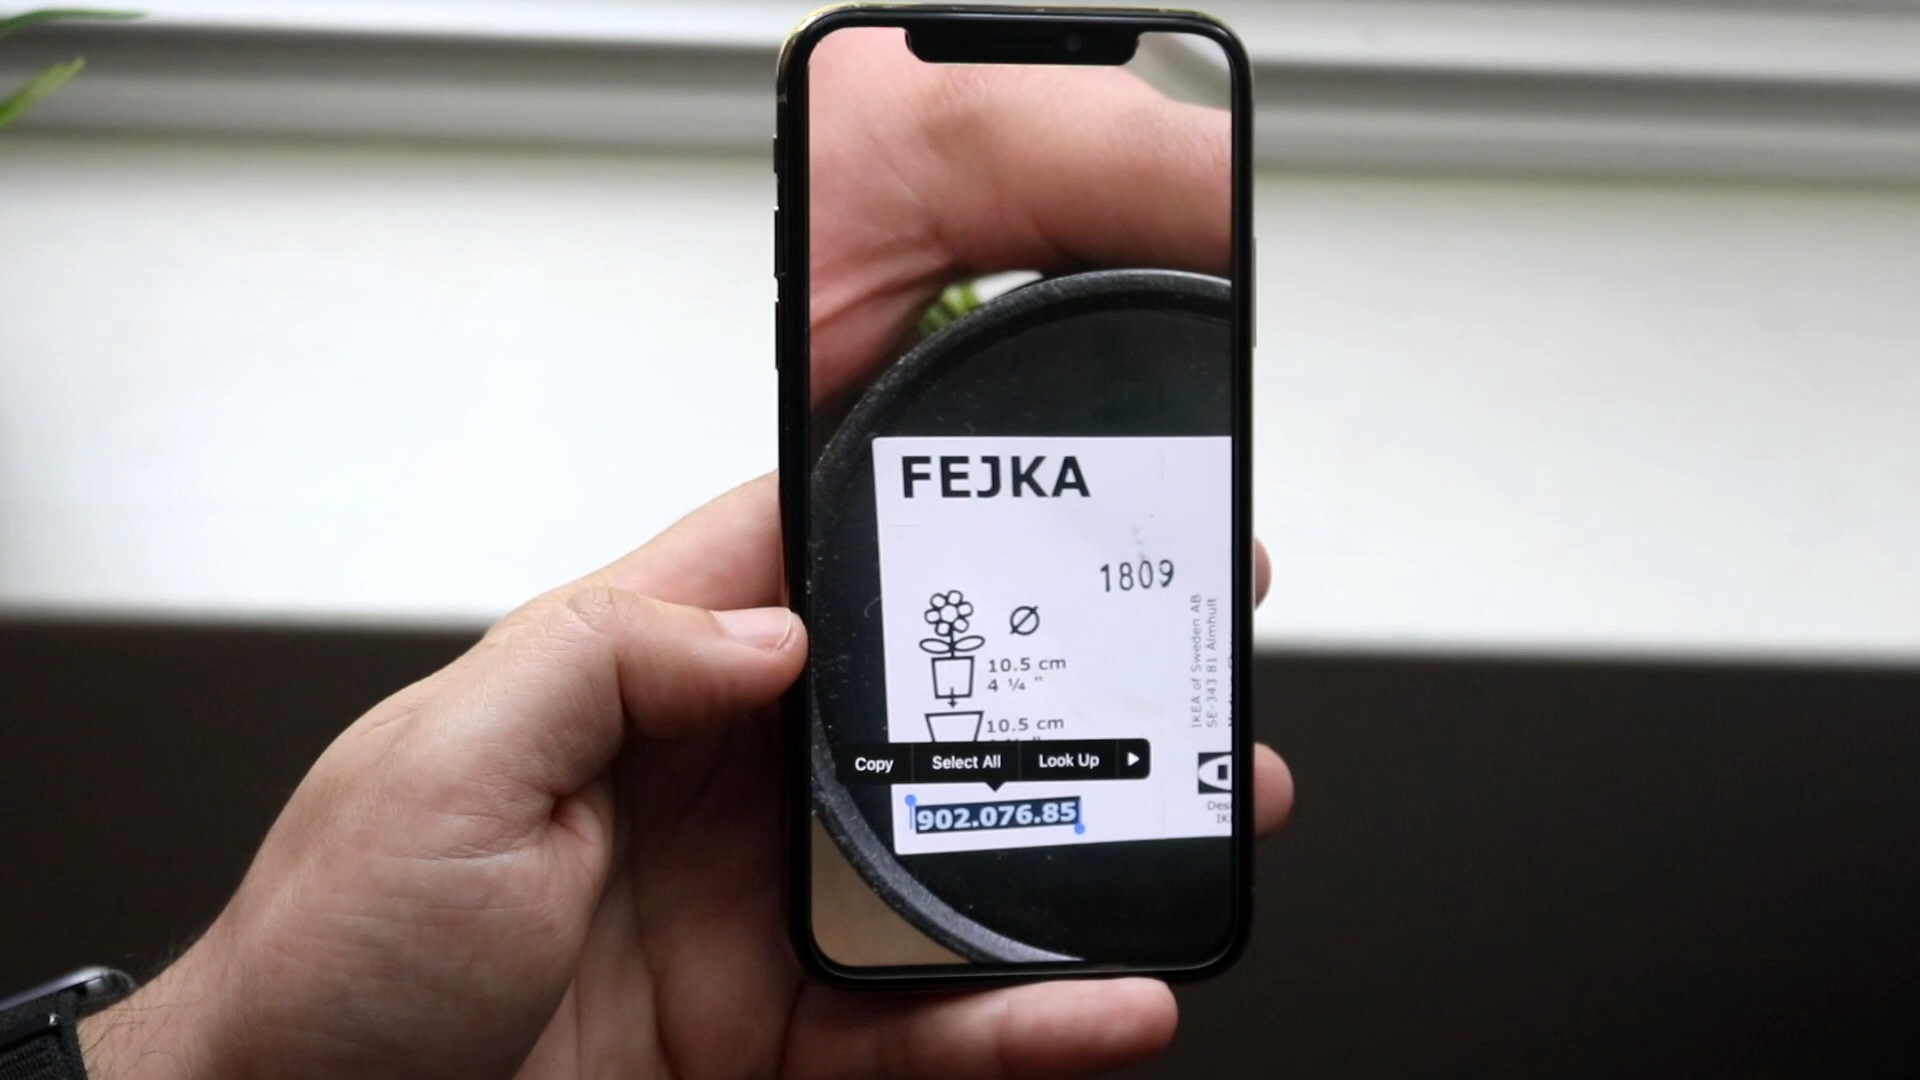 FEJKA
1809
10.5 cm
4 ¼ "
10.5 cm
Copy Select All Look Up
902.076.85
IKEA of Sweden AB
SE-343 81 Älmhult